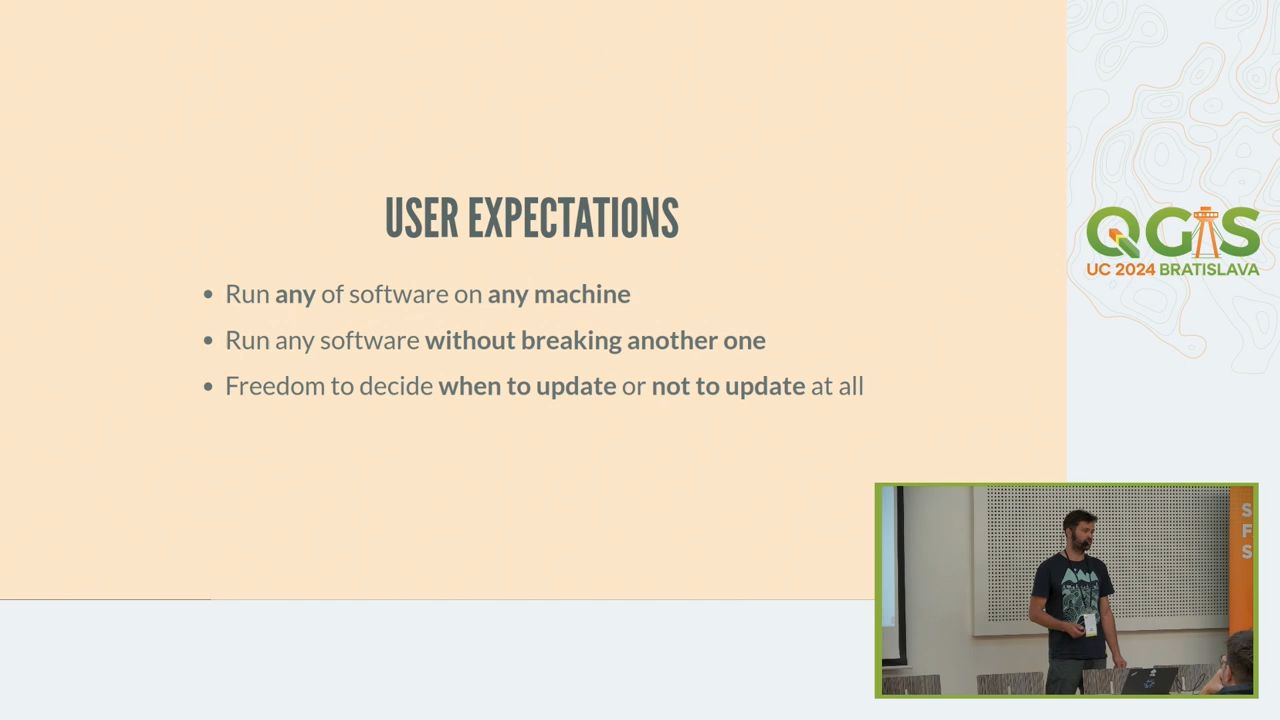 USER EXPECTATIONS
Run any of software on any machine
Run any software without breaking another one
Freedom to decide when to update or not to update at all
QGIS
UC 2024 BRATISLAVA
S
F
S